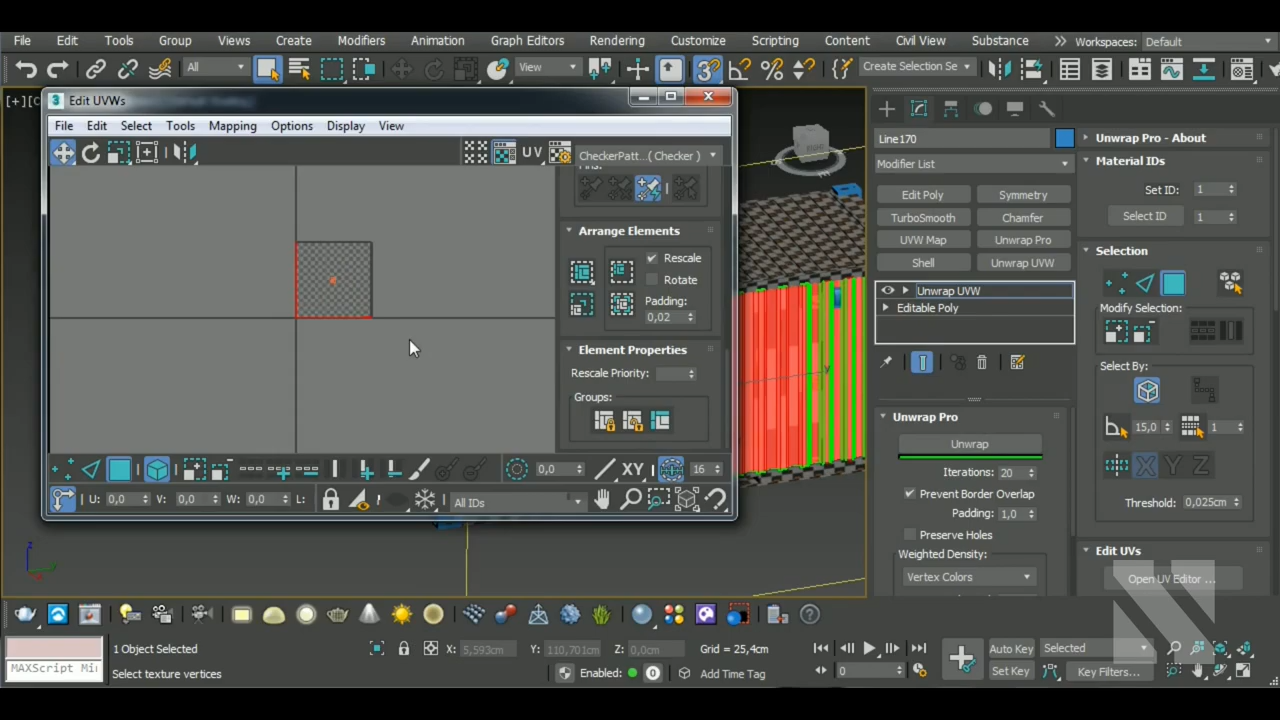 File Edit Tools Group Views Create Modifiers Animation Graph Editors Rendering Customize Scripting Content Civil View Substance Workspaces: Default
All View Create Selection Se
[+]
3 Edit UVWs
File Edit Select Tools Mapping Options Display View
UV CheckerPatt...( Checker )
Arrange Elements
Rescale
Rotate
Padding:
0,02
Element Properties
Rescale Priority:
Groups:
0,0 XY 16
U: 0,0 V: 0,0 W: 0,0 L: All IDs
y
z
Line170
Modifier List
Edit Poly Symmetry
TurboSmooth Chamfer
UVW Map Unwrap Pro
Shell Unwrap UVW
Unwrap UVW
Editable Poly
Unwrap Pro
Unwrap
Iterations: 20
Prevent Border Overlap
Padding: 1,0
Preserve Holes
Weighted Density:
Vertex Colors
Unwrap Pro - About
Material IDs
Set ID: 1
Select ID 1
Selection
Modify Selection:
Select By:
15,0 1
X Y Z
Threshold: 0,025cm
Edit UVs
Open UV Editor ...
1 Object Selected X: 5,593cm Y: 110,701cm Z: 0,0cm Grid = 25,4cm 0 Auto Key Selected
MAXScript Mi Select texture vertices Enabled: 0 Add Time Tag Set Key Key Filters...